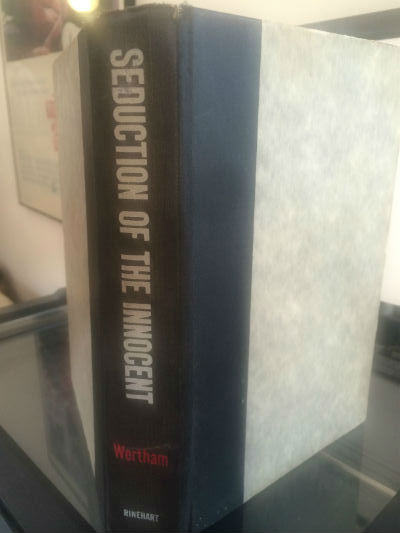 SEDUCTION OF THE INNOCENT
Wertham
RINEHART